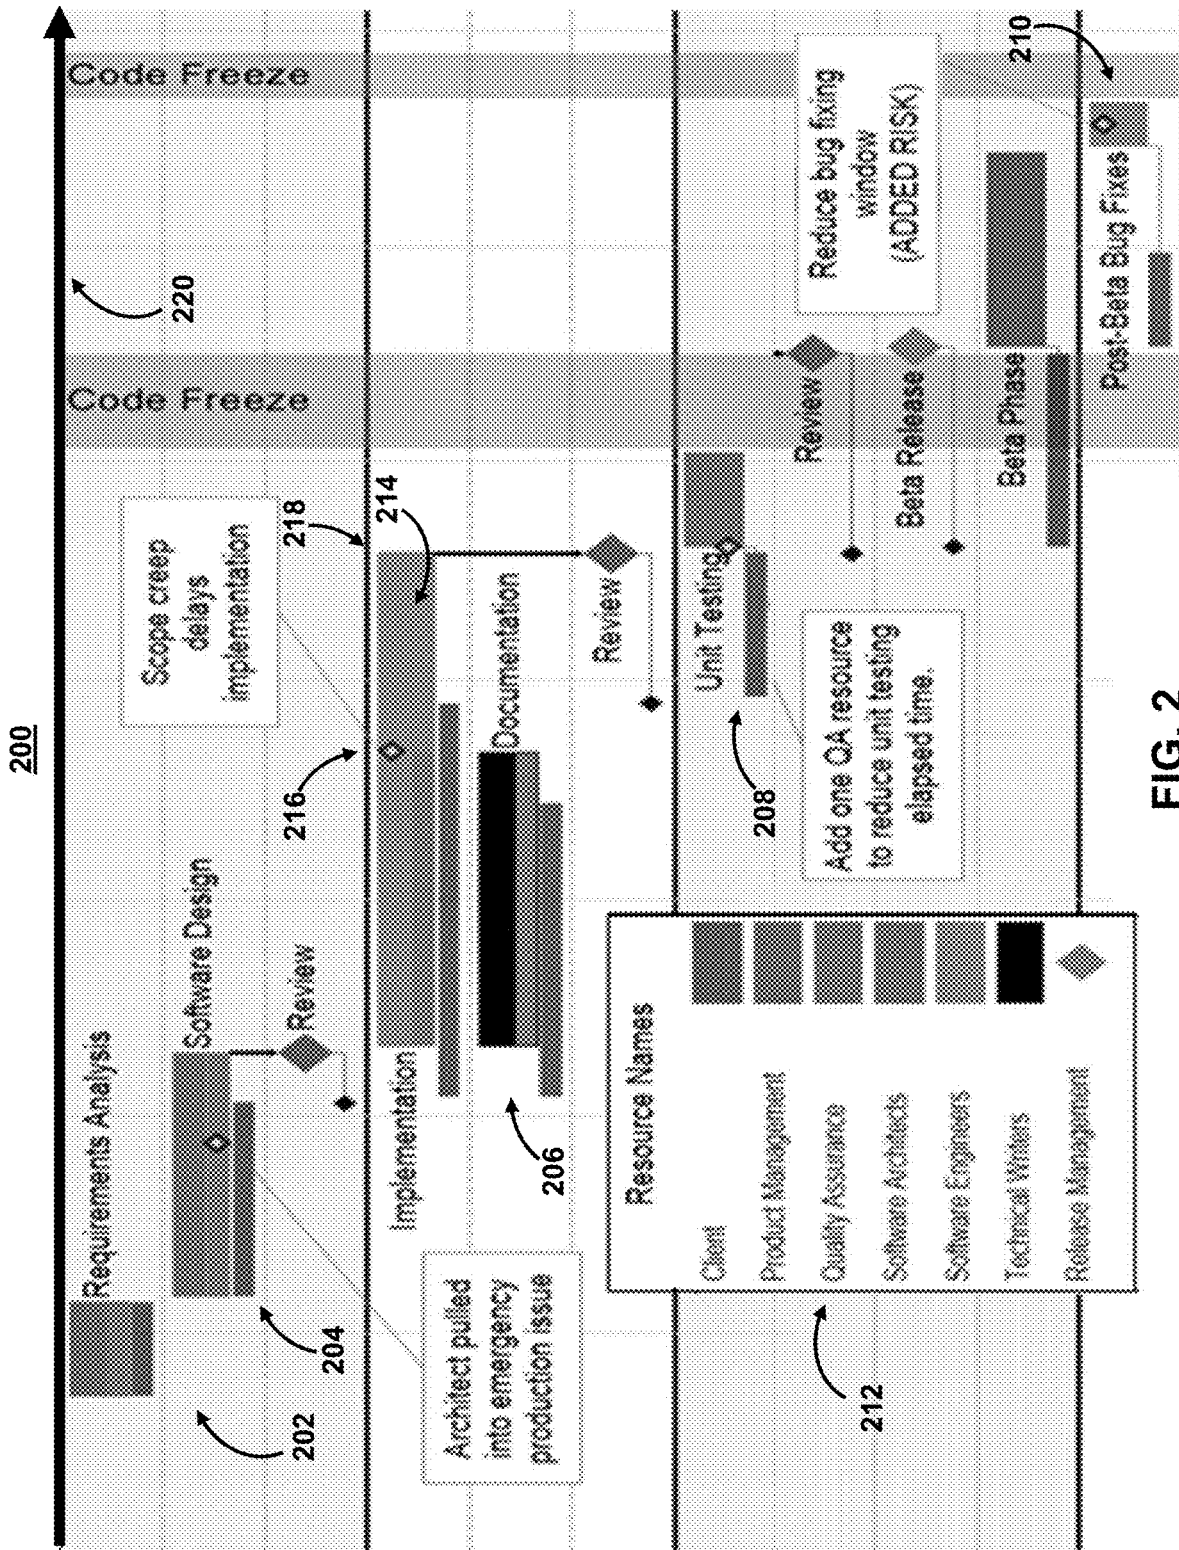 200
220
Code Freeze
Code Freeze
Requirements Analysis
202
Software Design
204
Review
Architect pulled
into emergency
production issue
Scope creep
delays
implementation
216
218
Implementation
214
Documentation
206
Review
Unit Testing
208
Add one QA resource
to reduce unit testing
elapsed time.
Review
Beta Release
Reduce bug fixing
window
(ADDED RISK)
Beta Phase
Post-Beta Bug Fixes
210
Resource Names
Client
Product Management
Quality Assurance
Software Architects
Software Engineers
Technical Writers
Release Management
212
FIG. 2